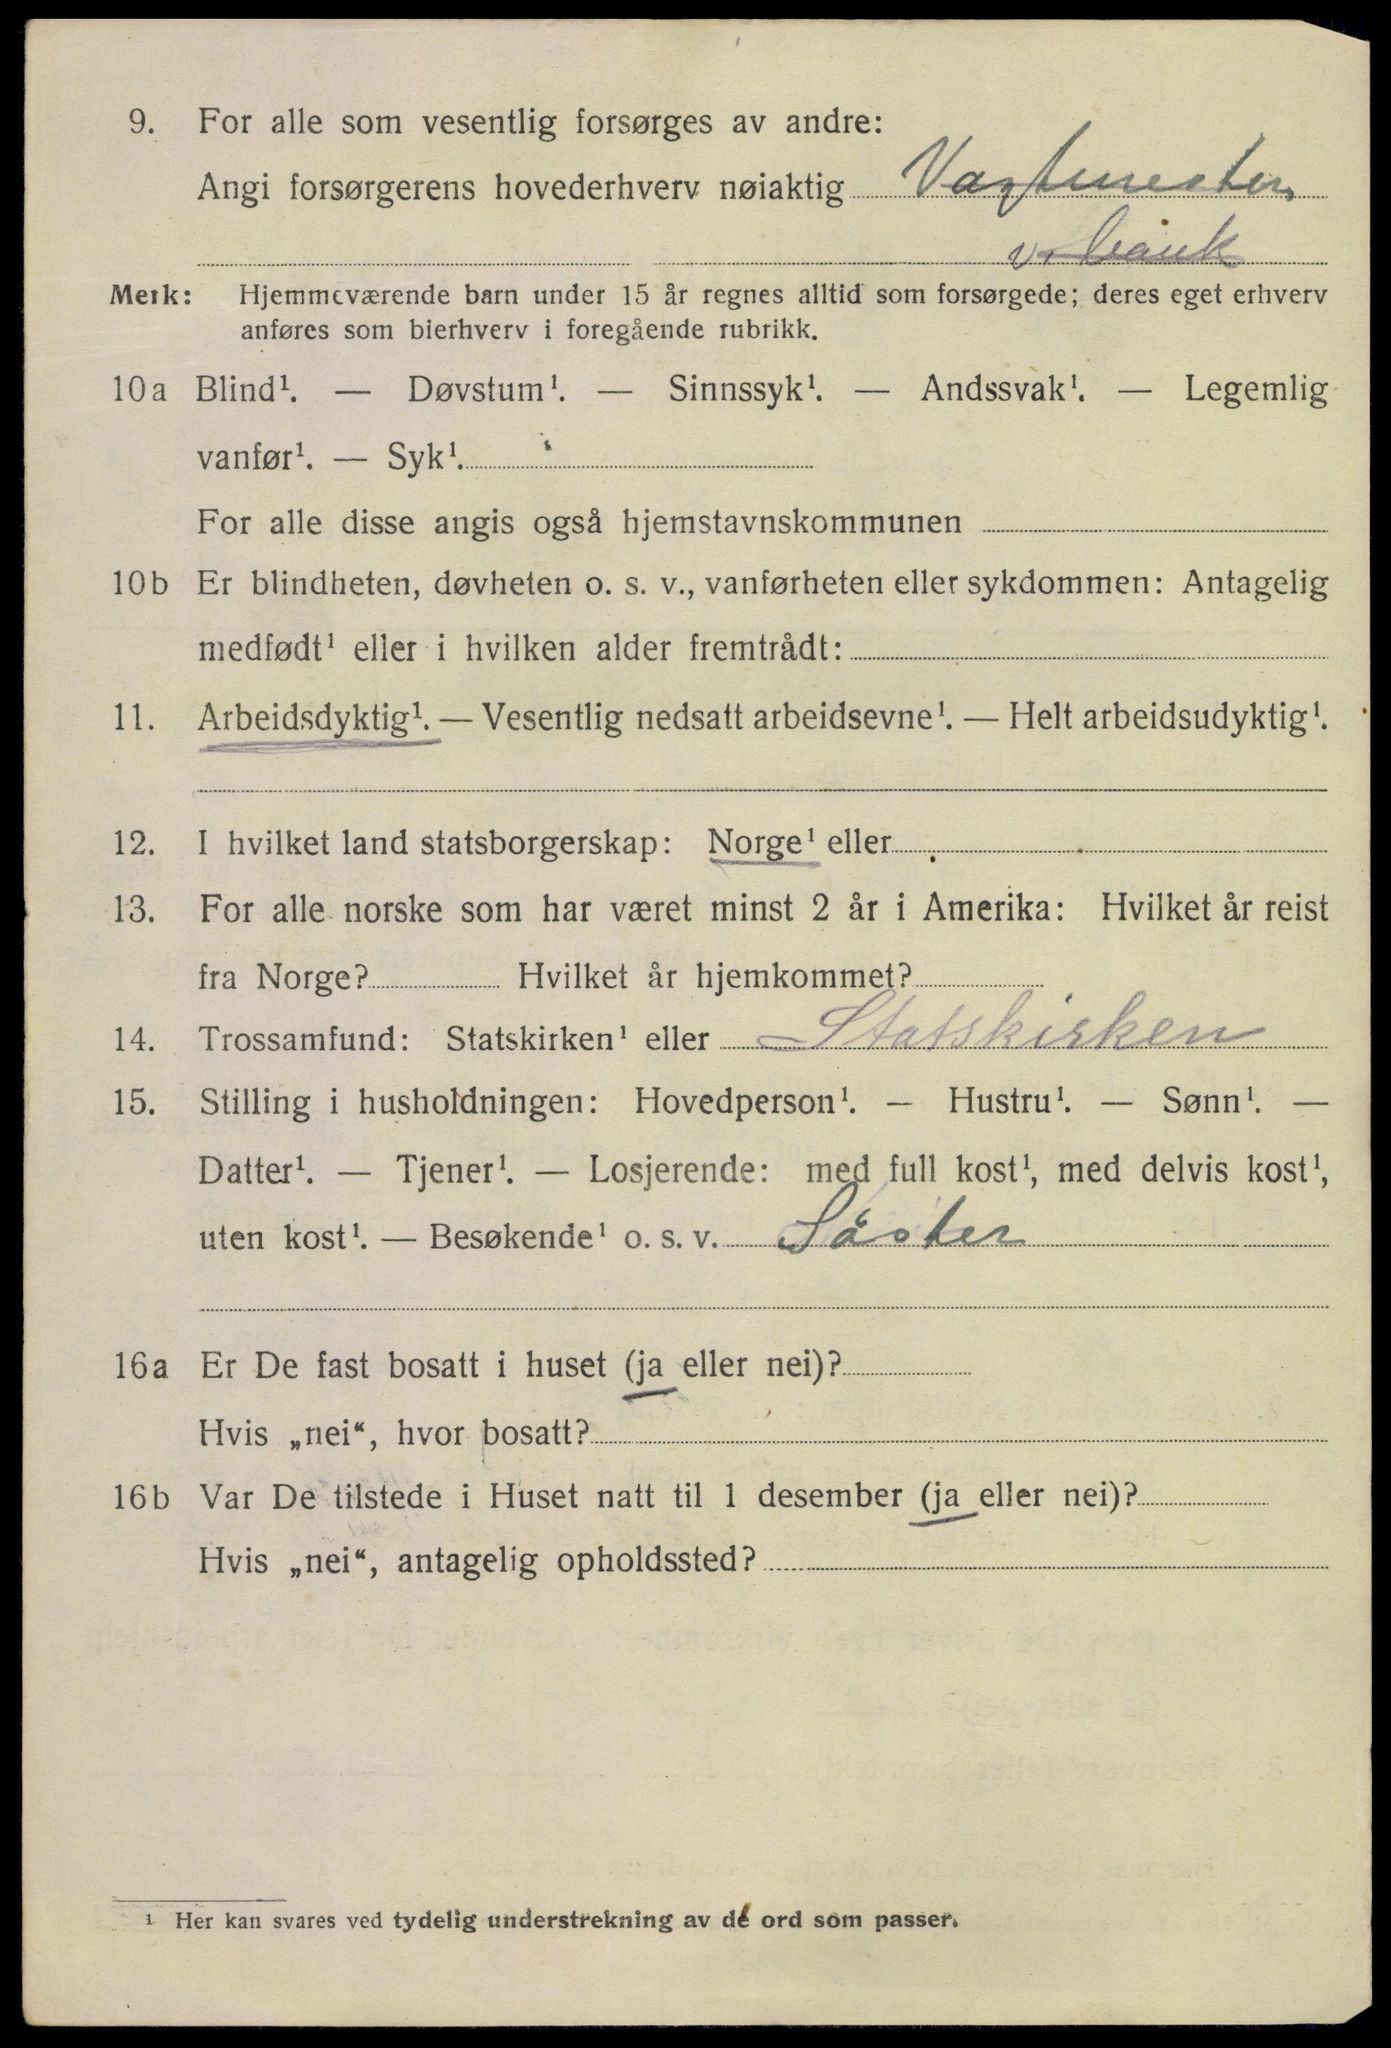 9. For alle som vesentlig forsørges av andre:
Angi forsørgerens hovederhverv nøiaktig Vagtmester
v. bank
Merk: Hjemmeværende barn under 15 år regnes alltid som forsørgede; deres eget erhverv
anføres som bierhverv i foregående rubrikk.
10a Blind¹. — Døvstum¹. — Sinnssyk¹. — Andssvak¹. — Legemlig
vanfør¹. — Syk¹.
For alle disse angis også hjemstavnskommunen
10b Er blindheten, døvheten o. s. v., vanførheten eller sykdommen: Antagelig
medfødt¹ eller i hvilken alder fremtrådt:
11. Arbeidsdyktig¹. — Vesentlig nedsatt arbeidsevne¹. — Helt arbeidsudyktig¹.
12. I hvilket land statsborgerskap: Norge¹ eller
13. For alle norske som har været minst 2 år i Amerika: Hvilket år reist
fra Norge? Hvilket år hjemkommet?
14. Trossamfund: Statskirken¹ eller Statskirken
15. Stilling i husholdningen: Hovedperson¹. — Hustru¹. — Sønn¹. —
Datter¹. — Tjener¹. — Losjerende: med full kost¹, med delvis kost¹,
uten kost¹. — Besøkende¹ o. s. v. Såster
16a Er De fast bosatt i huset (ja eller nei)?
Hvis „nei“, hvor bosatt?
16b Var De tilstede i Huset natt til 1 desember (ja eller nei)?
Hvis „nei“, antagelig opholdssted?
¹ Her kan svares ved tydelig understrekning av de ord som passer.